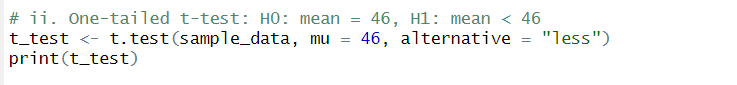 # ii. One-tailed t-test: H0: mean = 46, H1: mean < 46
t_test <- t.test(sample_data, mu = 46, alternative = "less")
print(t_test)